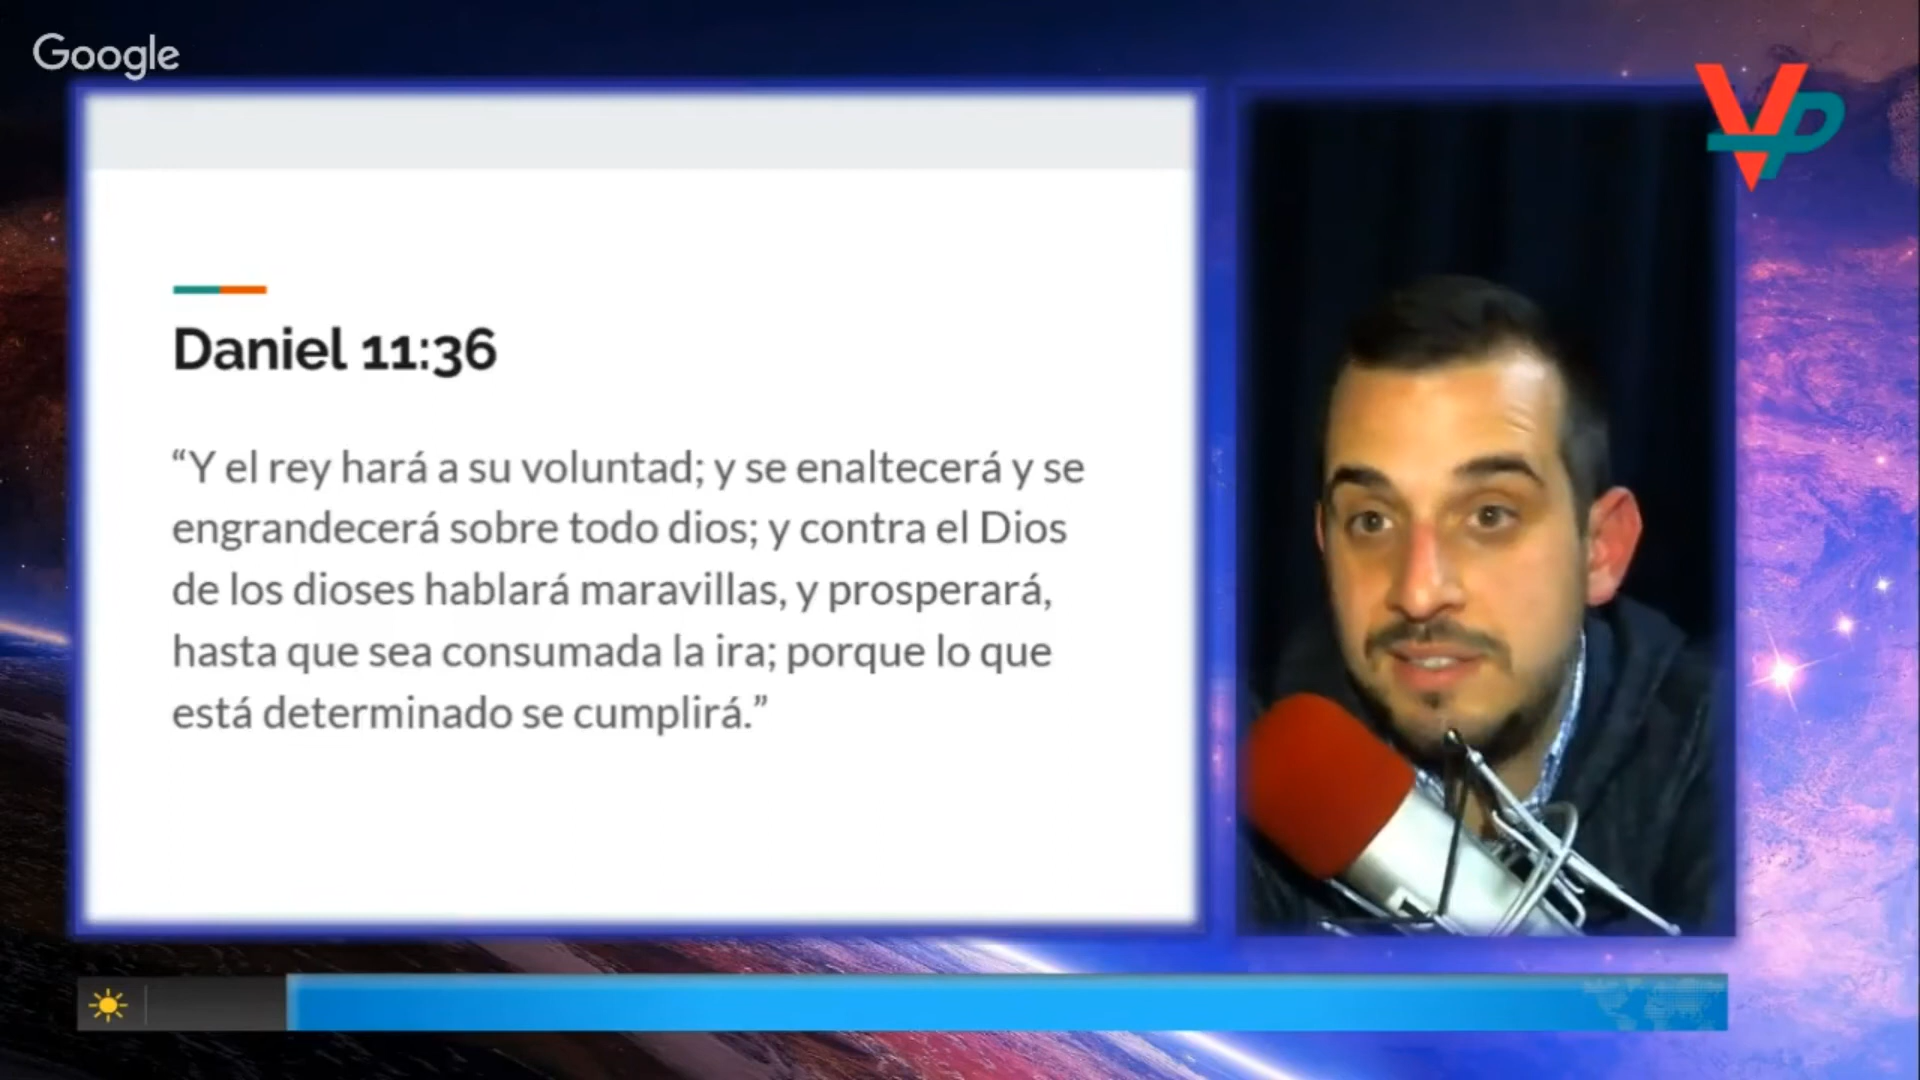 Google
VP
Daniel 11:36
“Y el rey hará a su voluntad; y se enaltecerá y se
engrandecerá sobre todo dios; y contra el Dios
de los dioses hablará maravillas, y prosperará,
hasta que sea consumada la ira; porque lo que
está determinado se cumplirá.”